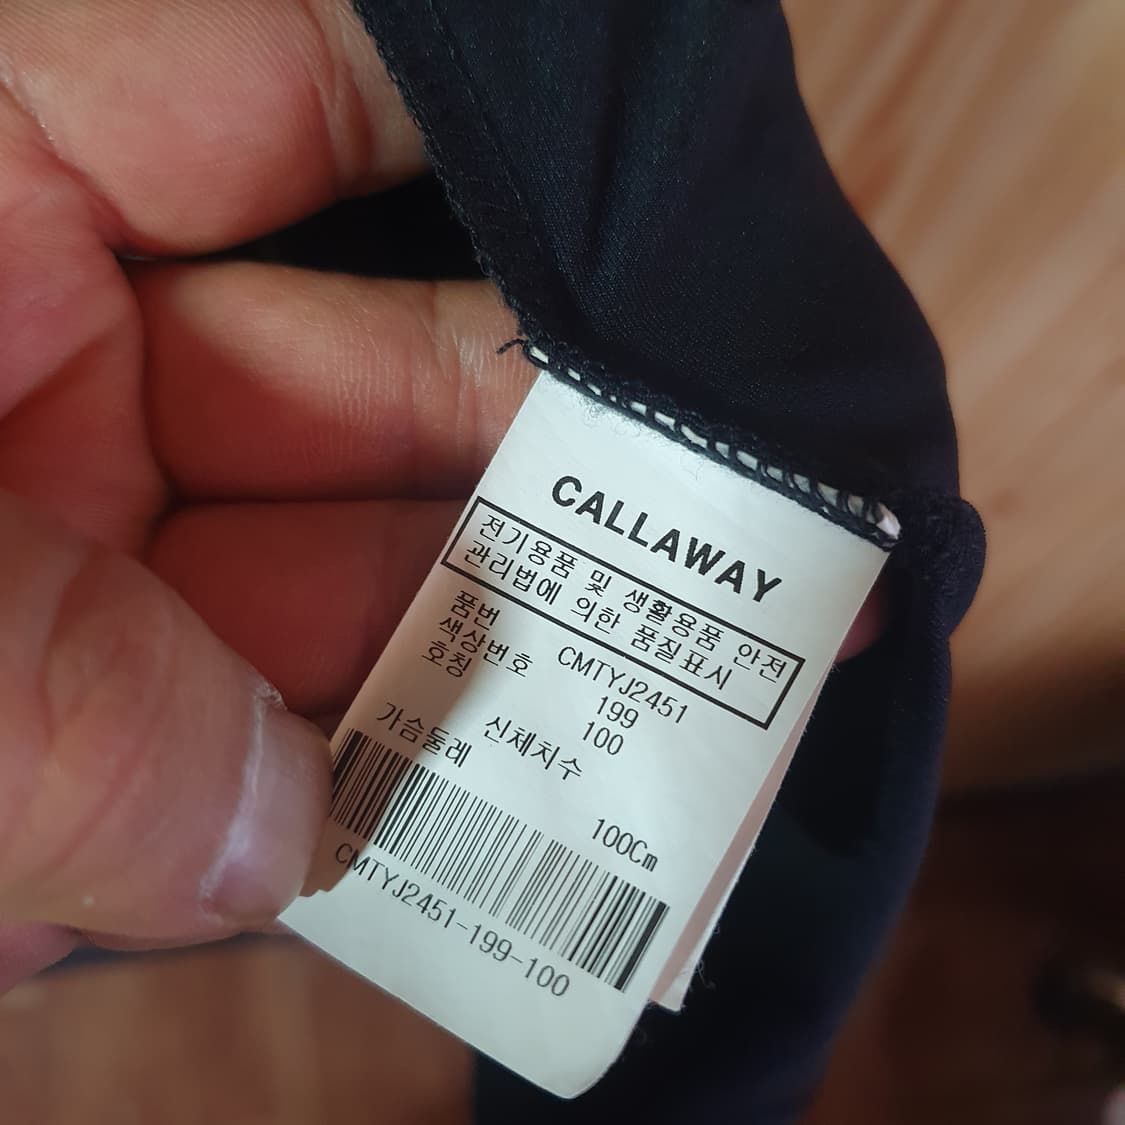 CALLAWAY
전기용품 및 생활용품 안전
관리법에 의한 품질표시
품번 CMTYJ2451
색상번호 199
호칭 100
신체치수
가슴둘레 100Cm
CMTYJ2451-199-100